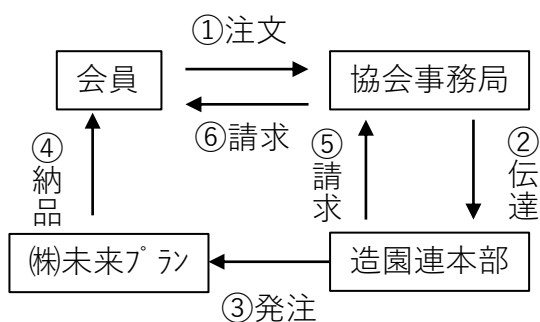 ①注文
会員
協会事務局
⑥請求
④納品
⑤請求
②伝達
㈱未来ﾌﾟﾗﾝ
造園連本部
③発注